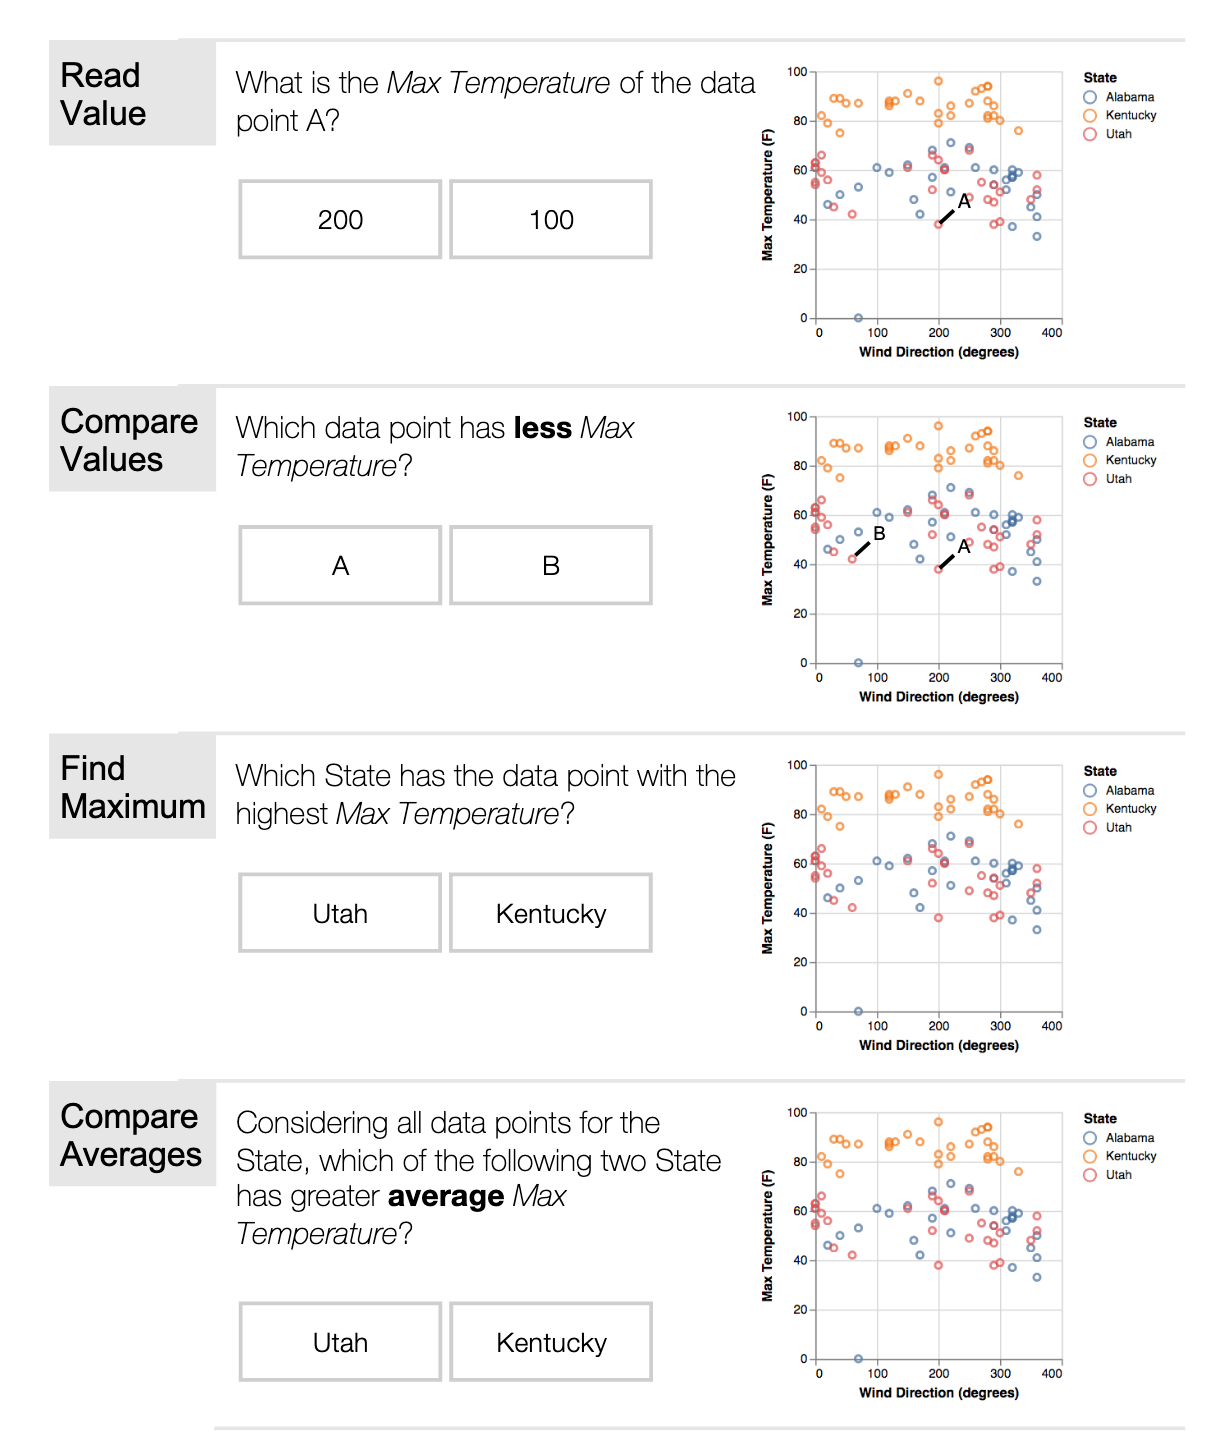 Read
Value
What is the Max Temperature of the data
point A?
200
100
100
80
60
40
20
0
Max Temperature (F)
A
0 100 200 300 400
Wind Direction (degrees)
State
Alabama
Kentucky
Utah
Compare
Values
Which data point has less Max
Temperature?
A
B
100
80
60
40
20
0
Max Temperature (F)
B
A
0 100 200 300 400
Wind Direction (degrees)
State
Alabama
Kentucky
Utah
Find
Maximum
Which State has the data point with the
highest Max Temperature?
Utah
Kentucky
100
80
60
40
20
0
Max Temperature (F)
0 100 200 300 400
Wind Direction (degrees)
State
Alabama
Kentucky
Utah
Compare
Averages
Considering all data points for the
State, which of the following two State
has greater average Max
Temperature?
Utah
Kentucky
100
80
60
40
20
0
Max Temperature (F)
0 100 200 300 400
Wind Direction (degrees)
State
Alabama
Kentucky
Utah